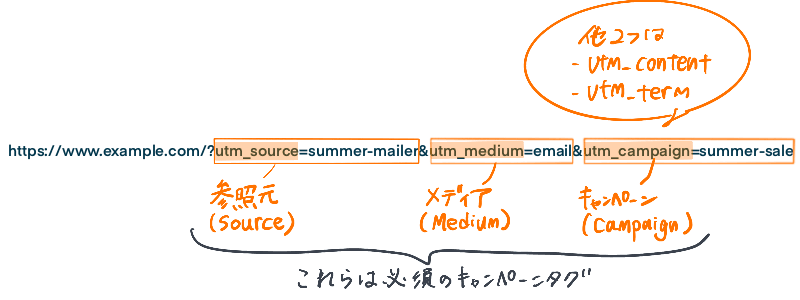 他2つは
- utm_content
- utm_term
https://www.example.com/?utm_source=summer-mailer&utm_medium=email&utm_campaign=summer-sale
参照元
(Source)
メディア
(Medium)
キャンペーン
(Campaign)
これらは必須のキャンペーンタグ